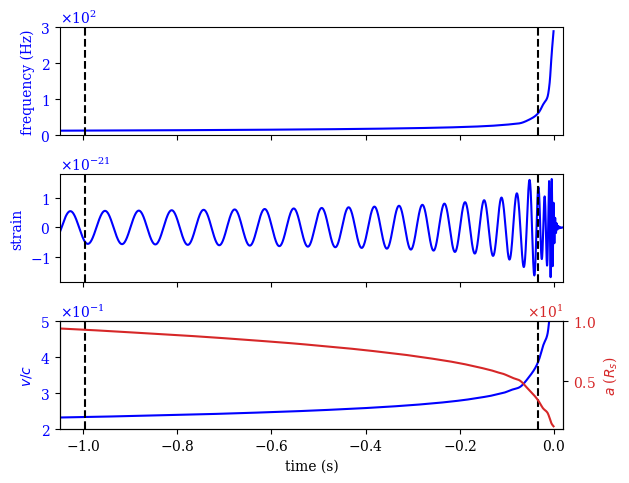 ×10²
3
2
1
0
frequency (Hz)
×10⁻²¹
1
0
−1
strain
×10⁻¹
×10¹
5
4
3
2
v/c
1.0
0.5
a (Rₛ)
−1.0 −0.8 −0.6 −0.4 −0.2 0.0
time (s)